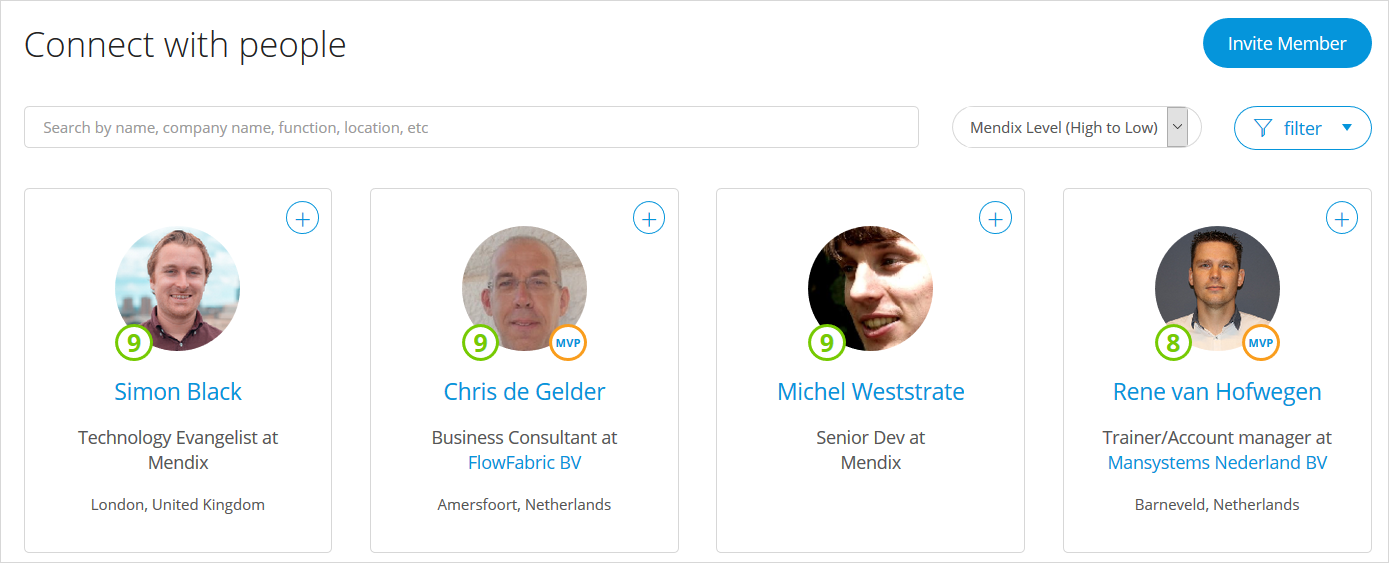 Connect with people
Invite Member
Search by name, company name, function, location, etc
Mendix Level (High to Low)
filter
9
Simon Black
Technology Evangelist at
Mendix
London, United Kingdom
9
MVP
Chris de Gelder
Business Consultant at
FlowFabric BV
Amersfoort, Netherlands
9
Michel Weststrate
Senior Dev at
Mendix
8
MVP
Rene van Hofwegen
Trainer/Account manager at
Mansystems Nederland BV
Barneveld, Netherlands